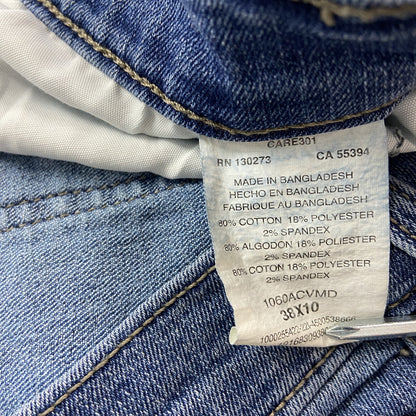 CARE301
RN 130273 CA 55394
MADE IN BANGLADESH
HECHO EN BANGLADESH
FABRIQUE AU BANGLADESH
80% COTTON 18% POLYESTER
2% SPANDEX
80% ALGODON 18% POLIESTER
2% SPANDEX
80% COTON 18% POLYESTER
2% SPANDEX
1060ACVMD
38X10